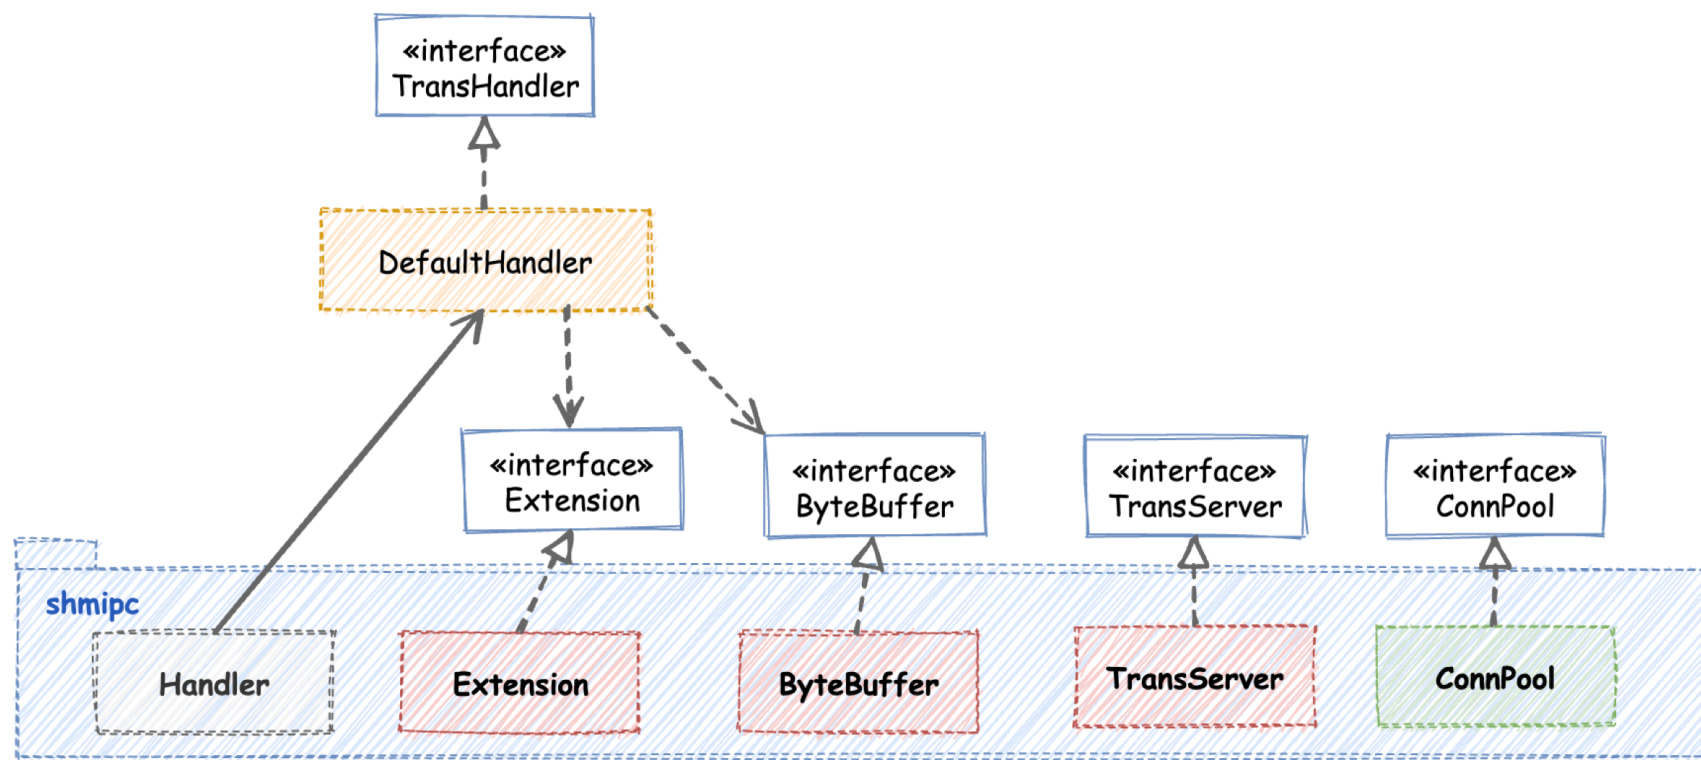 «interface»
TransHandler
DefaultHandler
«interface»
Extension
«interface»
ByteBuffer
«interface»
TransServer
«interface»
ConnPool
shmipc
Handler
Extension
ByteBuffer
TransServer
ConnPool